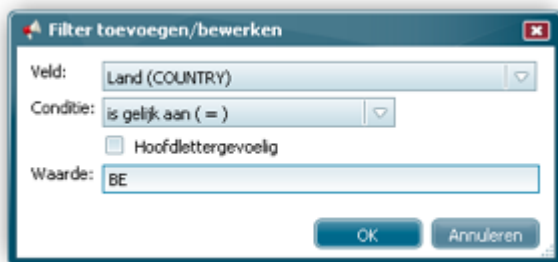 Filter toevoegen/bewerken
Veld: Land (COUNTRY)
Conditie: is gelijk aan ( = )
Hoofdlettergevoelig
Waarde: BE
OK Annuleren